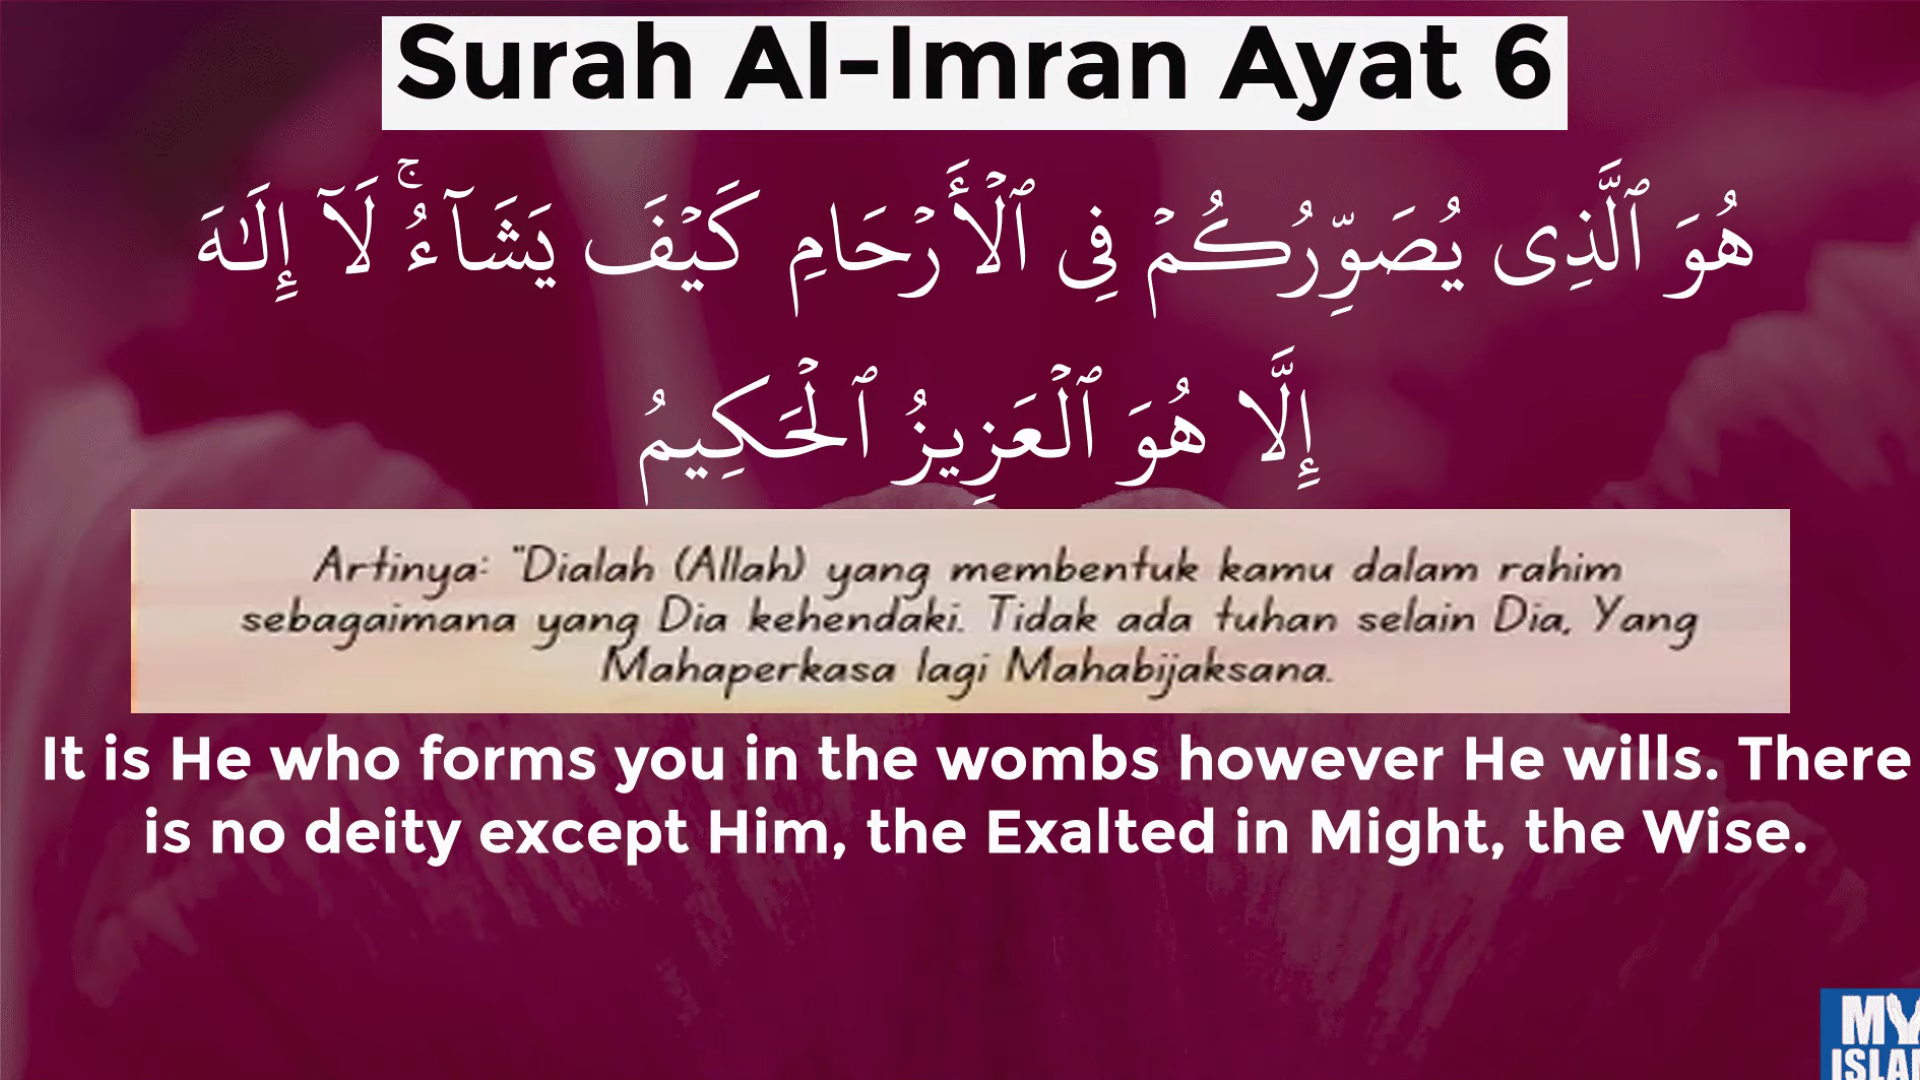 Surah Al-Imran Ayat 6
هُوَ ٱلَّذِى يُصَوِّرُكُمْ فِى ٱلْأَرْحَامِ كَيْفَ يَشَآءُ ۚ لَآ إِلَـٰهَ
إِلَّا هُوَ ٱلْعَزِيزُ ٱلْحَكِيمُ
Artinya: "Dialah (Allah) yang membentuk kamu dalam rahim
sebagaimana yang Dia kehendaki. Tidak ada tuhan selain Dia, Yang
Mahaperkasa lagi Mahabijaksana.
It is He who forms you in the wombs however He wills. There
is no deity except Him, the Exalted in Might, the Wise.
MY
ISLA